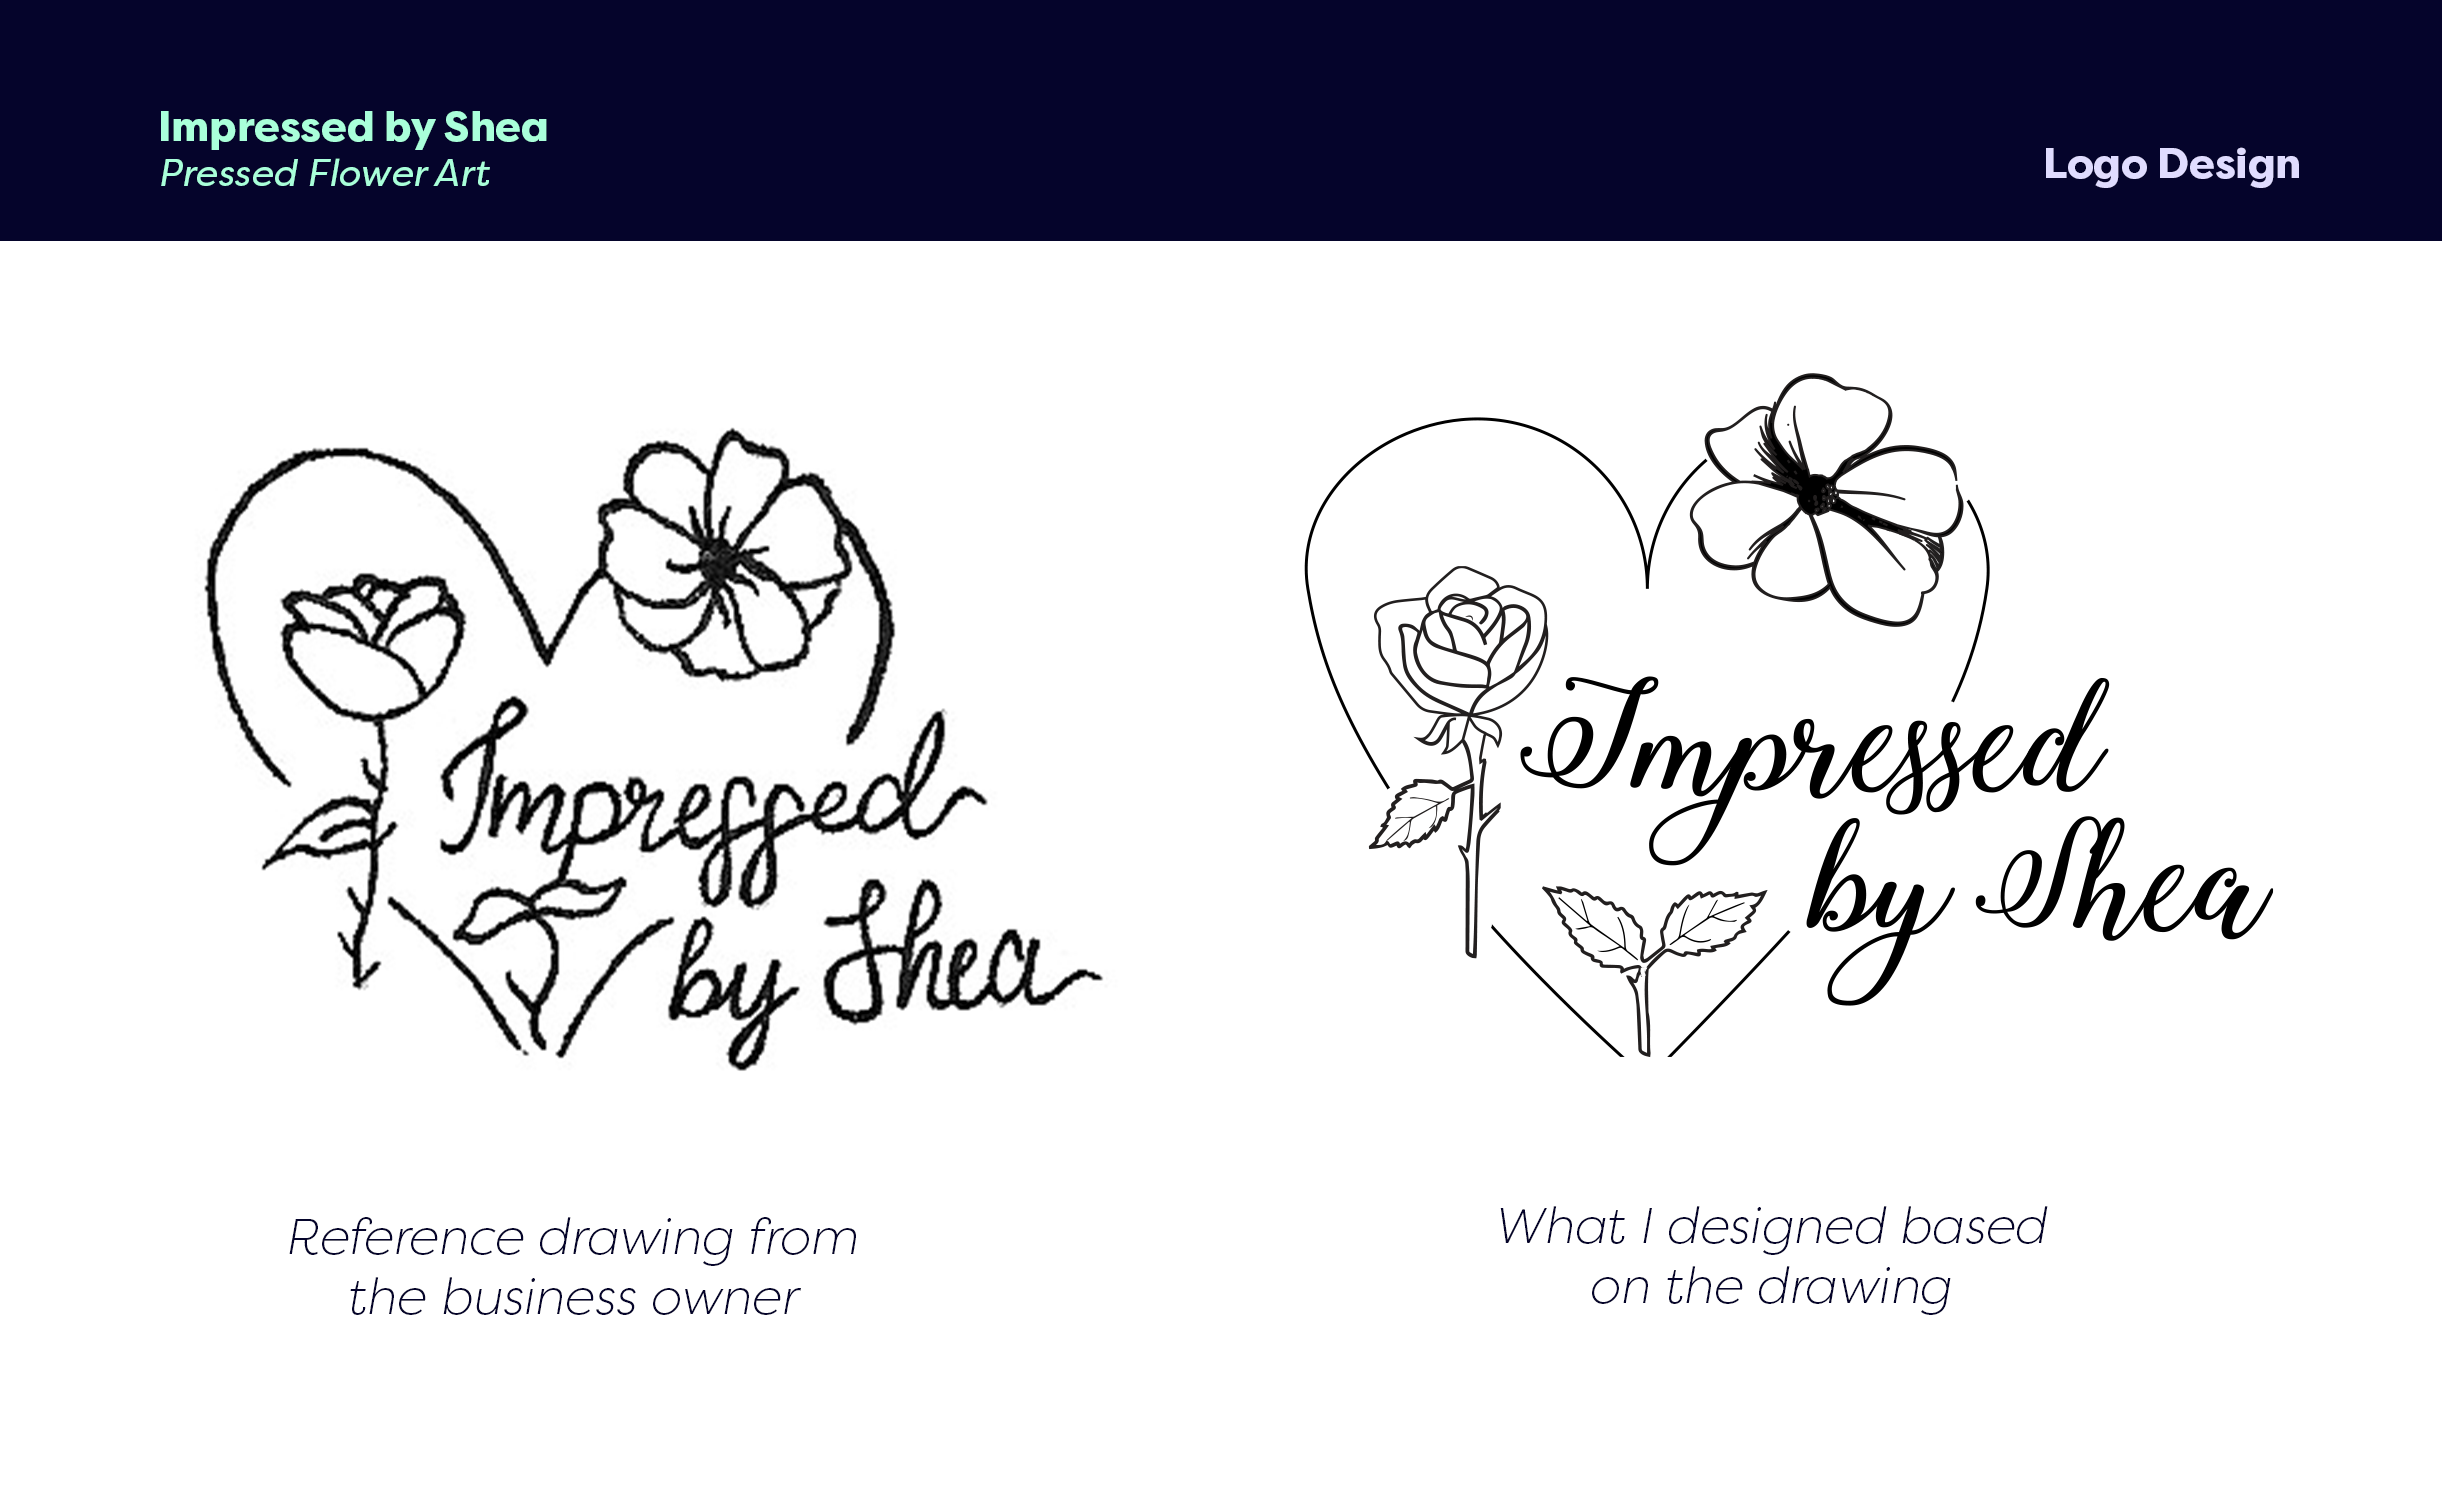 Impressed by Shea
Pressed Flower Art
Logo Design
Impressed
by Shea
Impressed
by Shea
Reference drawing from
the business owner
What I designed based
on the drawing